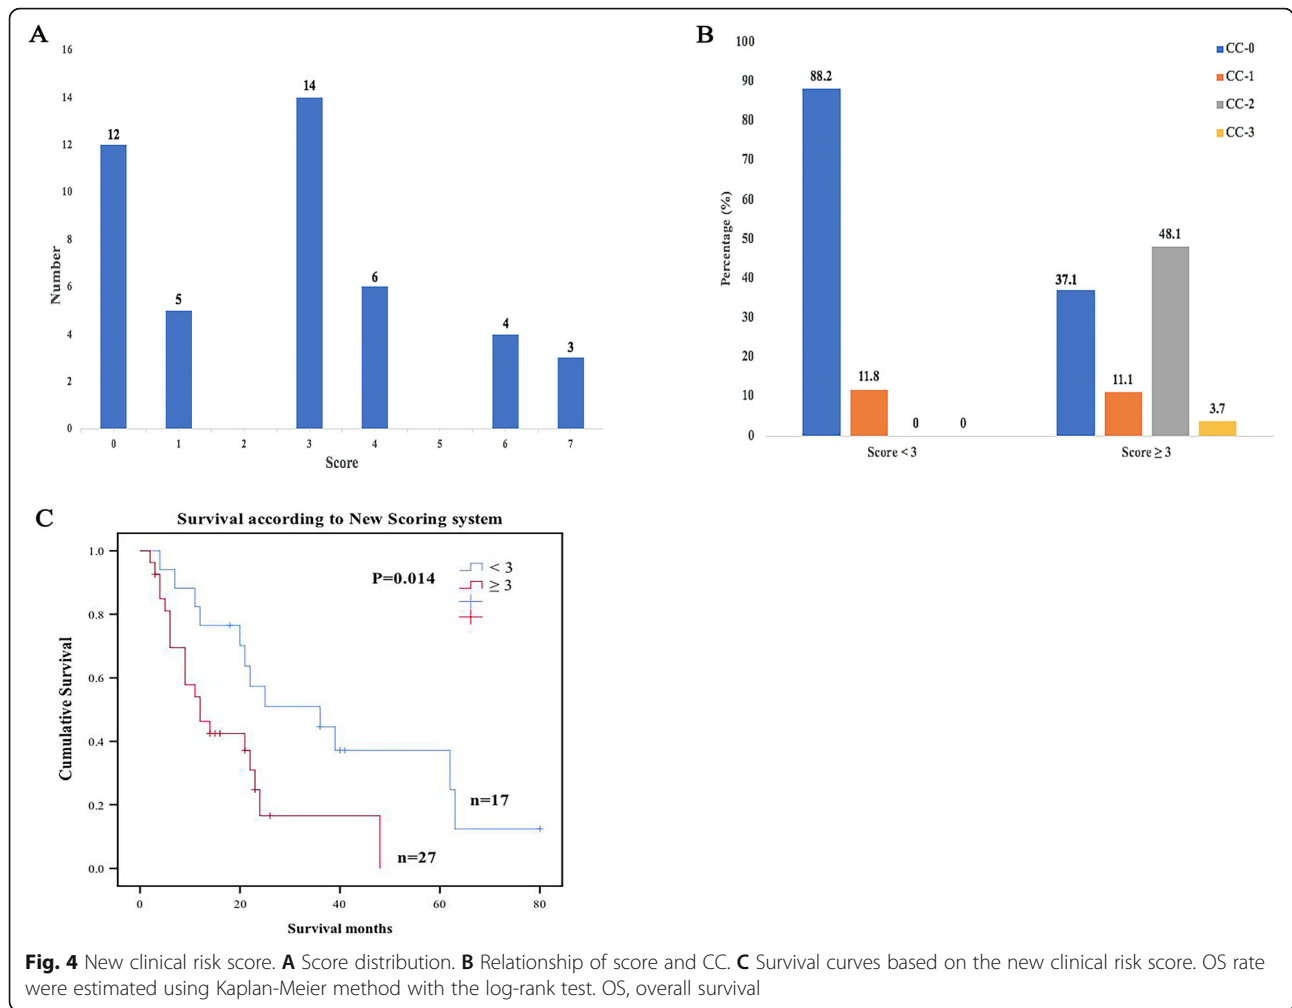 A
16
14
12
10
8
6
4
2
0
Number
12
5
14
6
4
3
0 1 2 3 4 5 6 7
Score
B
100
90
80
70
60
50
40
30
20
10
0
Percentage (%)
88.2
11.8
0
0
37.1
11.1
48.1
3.7
Score < 3
Score ≥ 3
CC-0
CC-1
CC-2
CC-3
C
Survival according to New Scoring system
1.0
0.8
0.6
0.4
0.2
0.0
Cumulative Survival
P=0.014
< 3
≥ 3
n=17
n=27
0 20 40 60 80
Survival months
Fig. 4 New clinical risk score. A Score distribution. B Relationship of score and CC. C Survival curves based on the new clinical risk score. OS rate
were estimated using Kaplan-Meier method with the log-rank test. OS, overall survival